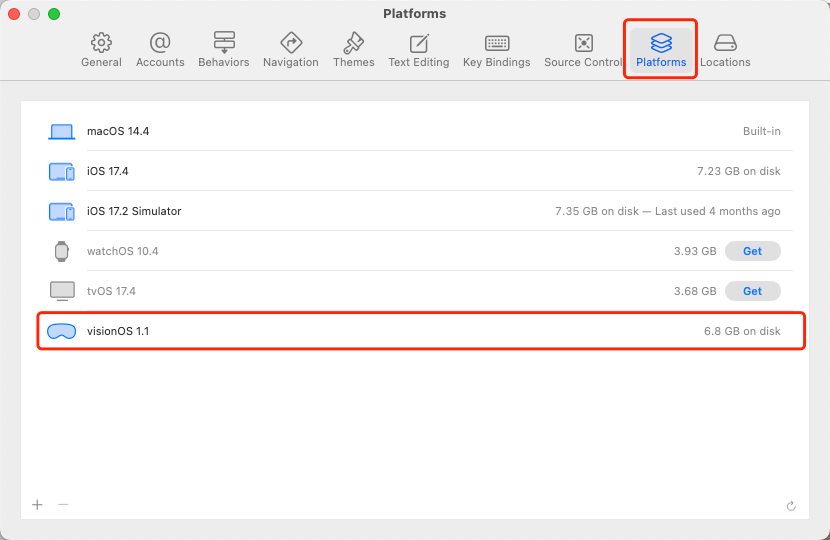 Platforms
General Accounts Behaviors Navigation Themes Text Editing Key Bindings Source Control Platforms Locations
macOS 14.4 Built-in
iOS 17.4 7.23 GB on disk
iOS 17.2 Simulator 7.35 GB on disk — Last used 4 months ago
watchOS 10.4 3.93 GB Get
tvOS 17.4 3.68 GB Get
visionOS 1.1 6.8 GB on disk